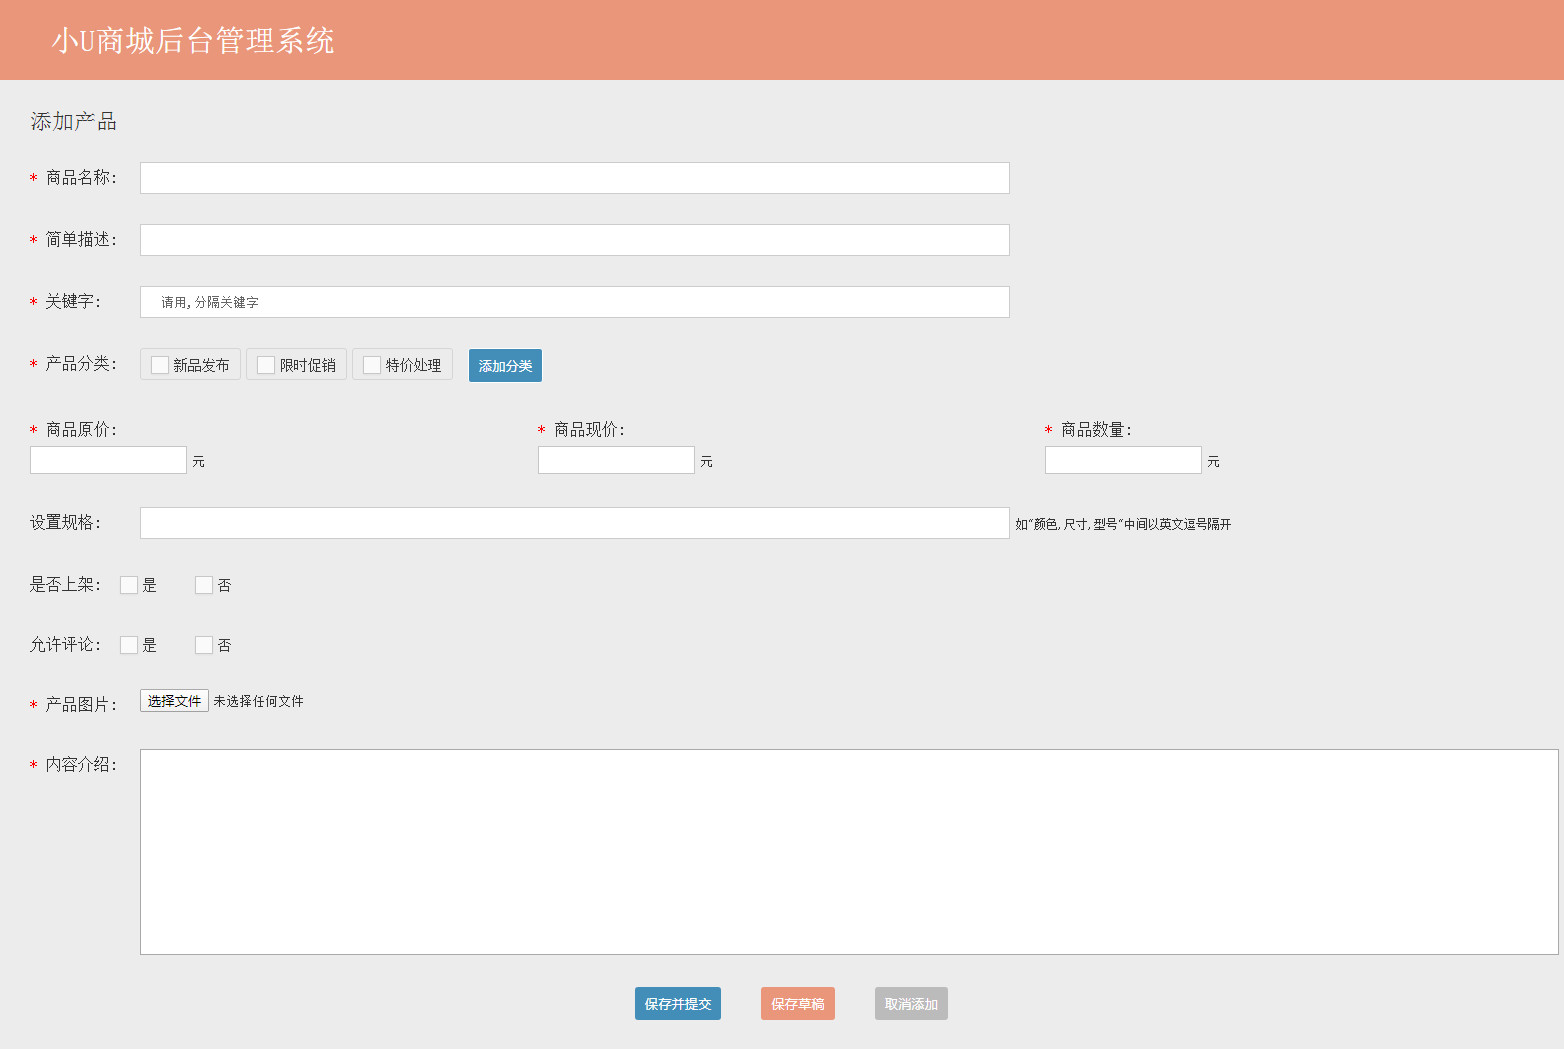 小U商城后台管理系统
添加产品
* 商品名称:
* 简单描述:
* 关键字: 请用,分隔关键字
* 产品分类: 新品发布 限时促销 特价处理 添加分类
* 商品原价: * 商品现价: * 商品数量:
元 元 元
设置规格: 如“颜色,尺寸,型号”中间以英文逗号隔开
是否上架: 是 否
允许评论: 是 否
* 产品图片: 选择文件 未选择任何文件
* 内容介绍:
保存并提交 保存草稿 取消添加